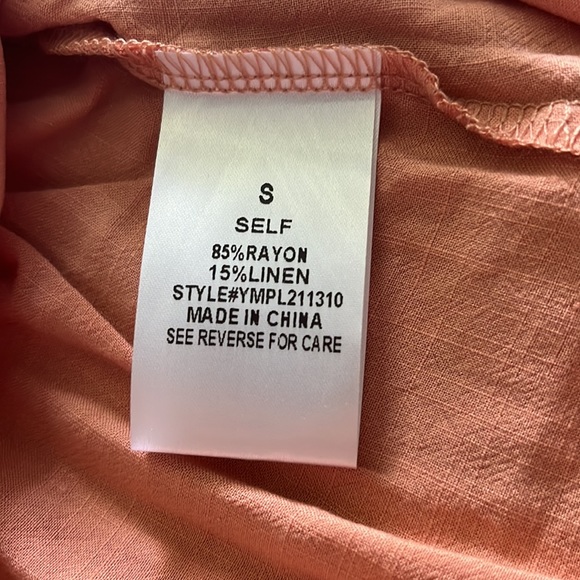 S
SELF
85%RAYON
15%LINEN
STYLE#YMPL211310
MADE IN CHINA
SEE REVERSE FOR CARE